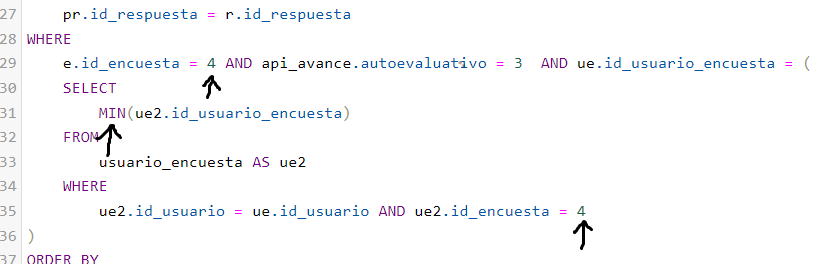 27 pr.id_respuesta = r.id_respuesta
28 WHERE
29 e.id_encuesta = 4 AND api_avance.autoevaluativo = 3 AND ue.id_usuario_encuesta = (
30 SELECT
31 MIN(ue2.id_usuario_encuesta)
32 FROM
33 usuario_encuesta AS ue2
34 WHERE
35 ue2.id_usuario = ue.id_usuario AND ue2.id_encuesta = 4
36 )
37 ORDER BY